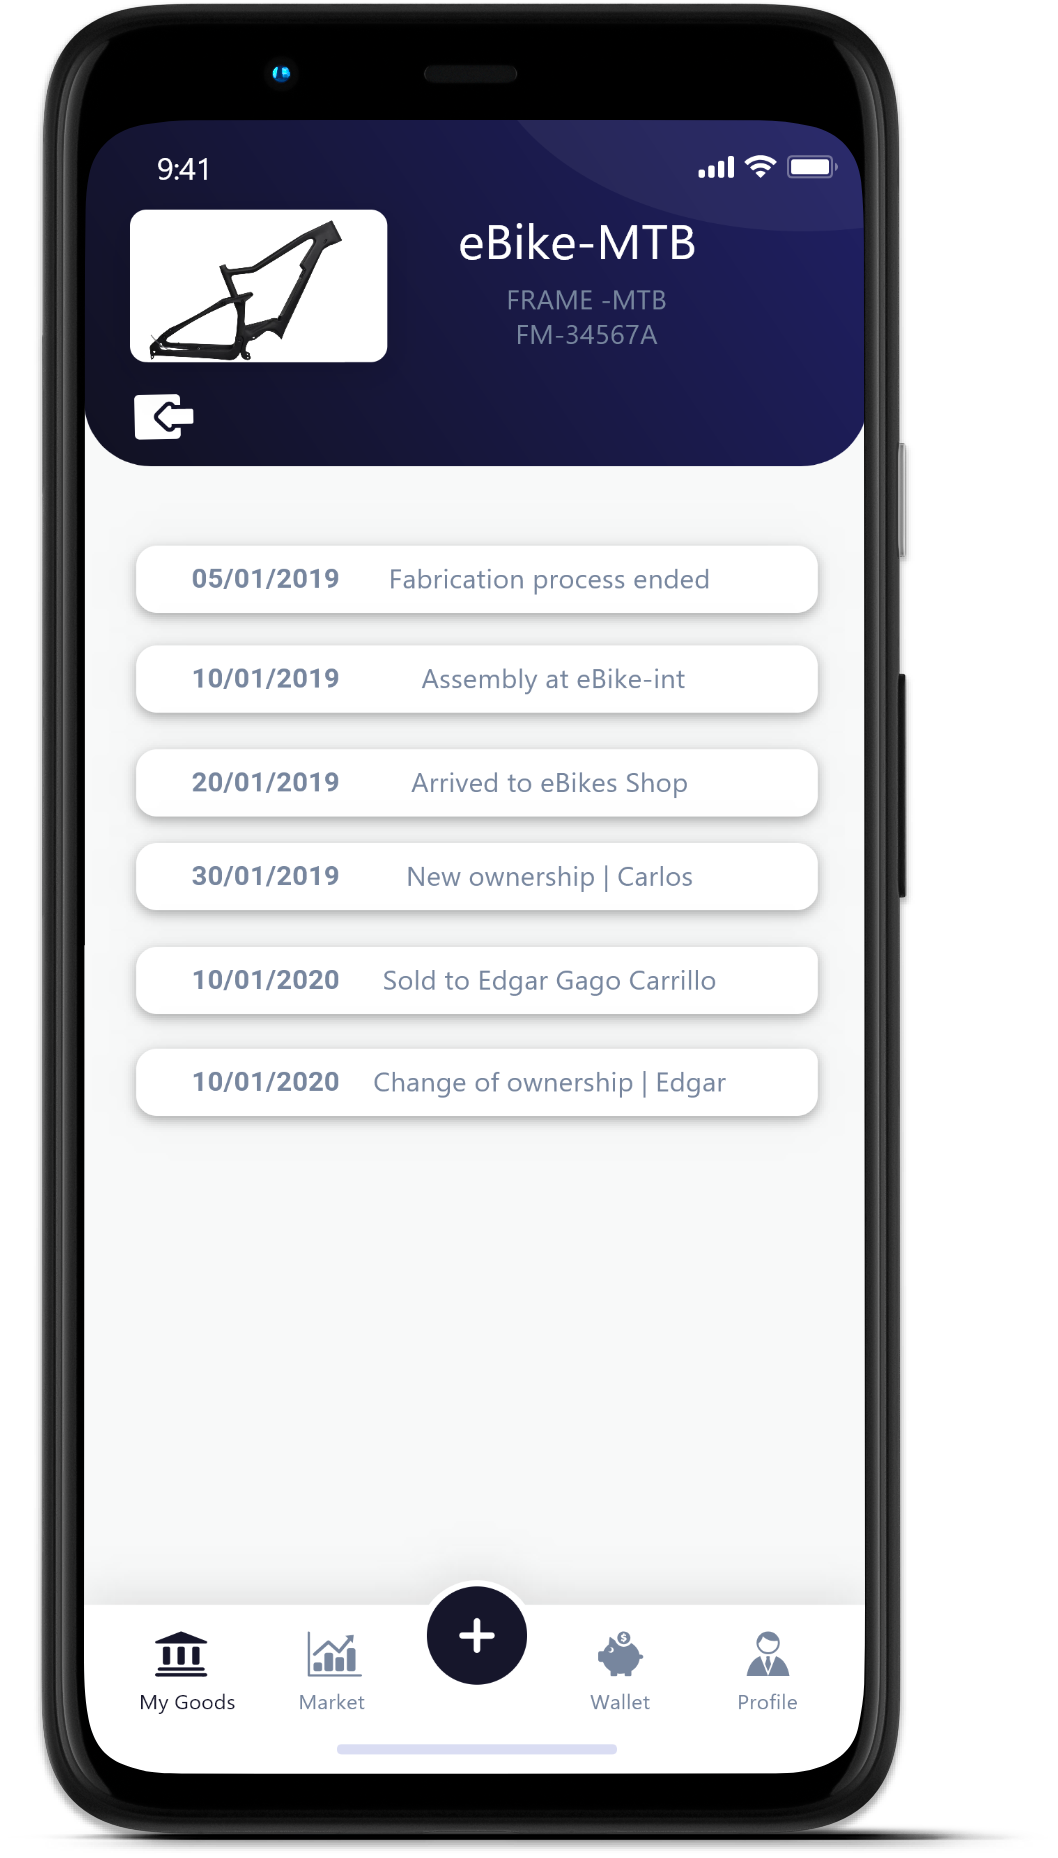 9:41
eBike-MTB
FRAME -MTB
FM-34567A
05/01/2019 Fabrication process ended
10/01/2019 Assembly at eBike-int
20/01/2019 Arrived to eBikes Shop
30/01/2019 New ownership | Carlos
10/01/2020 Sold to Edgar Gago Carrillo
10/01/2020 Change of ownership | Edgar
My Goods Market Wallet Profile